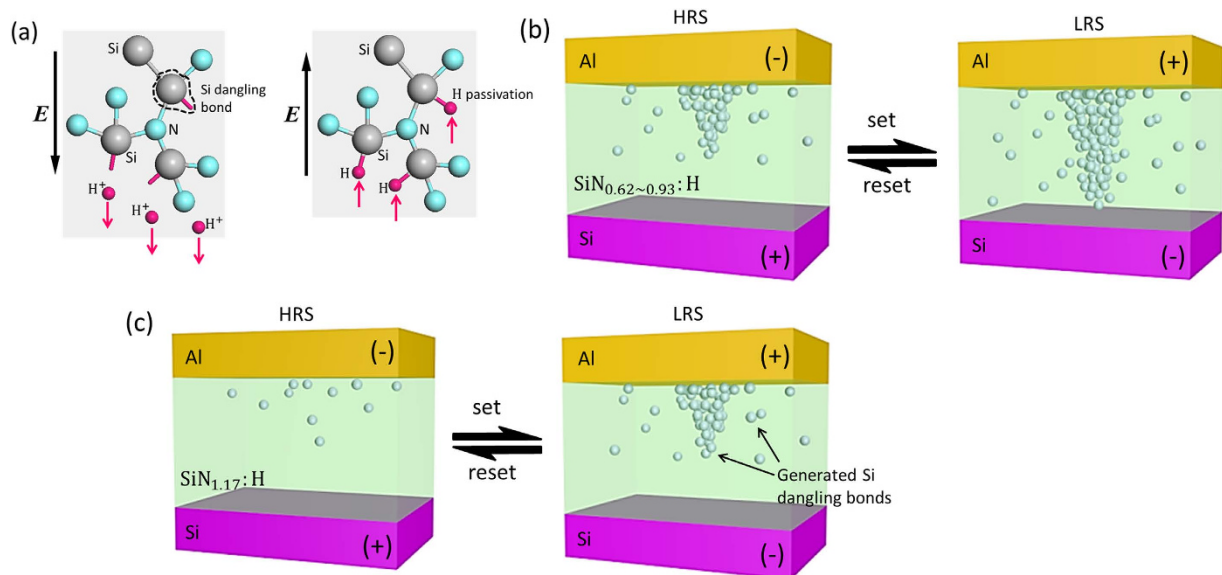 (a)
Si
Si dangling
bond
E
N
Si
H⁺
H⁺
H⁺
Si
H passivation
E
N
Si
H
H
(b)
HRS
Al
(-)
SiN₀.₆₂~₀.₉₃:H
Si
(+)
set
reset
LRS
Al
(+)
Si
(-)
(c)
HRS
Al
(-)
SiN₁.₁₇:H
Si
(+)
set
reset
LRS
Al
(+)
Generated Si
dangling bonds
Si
(-)